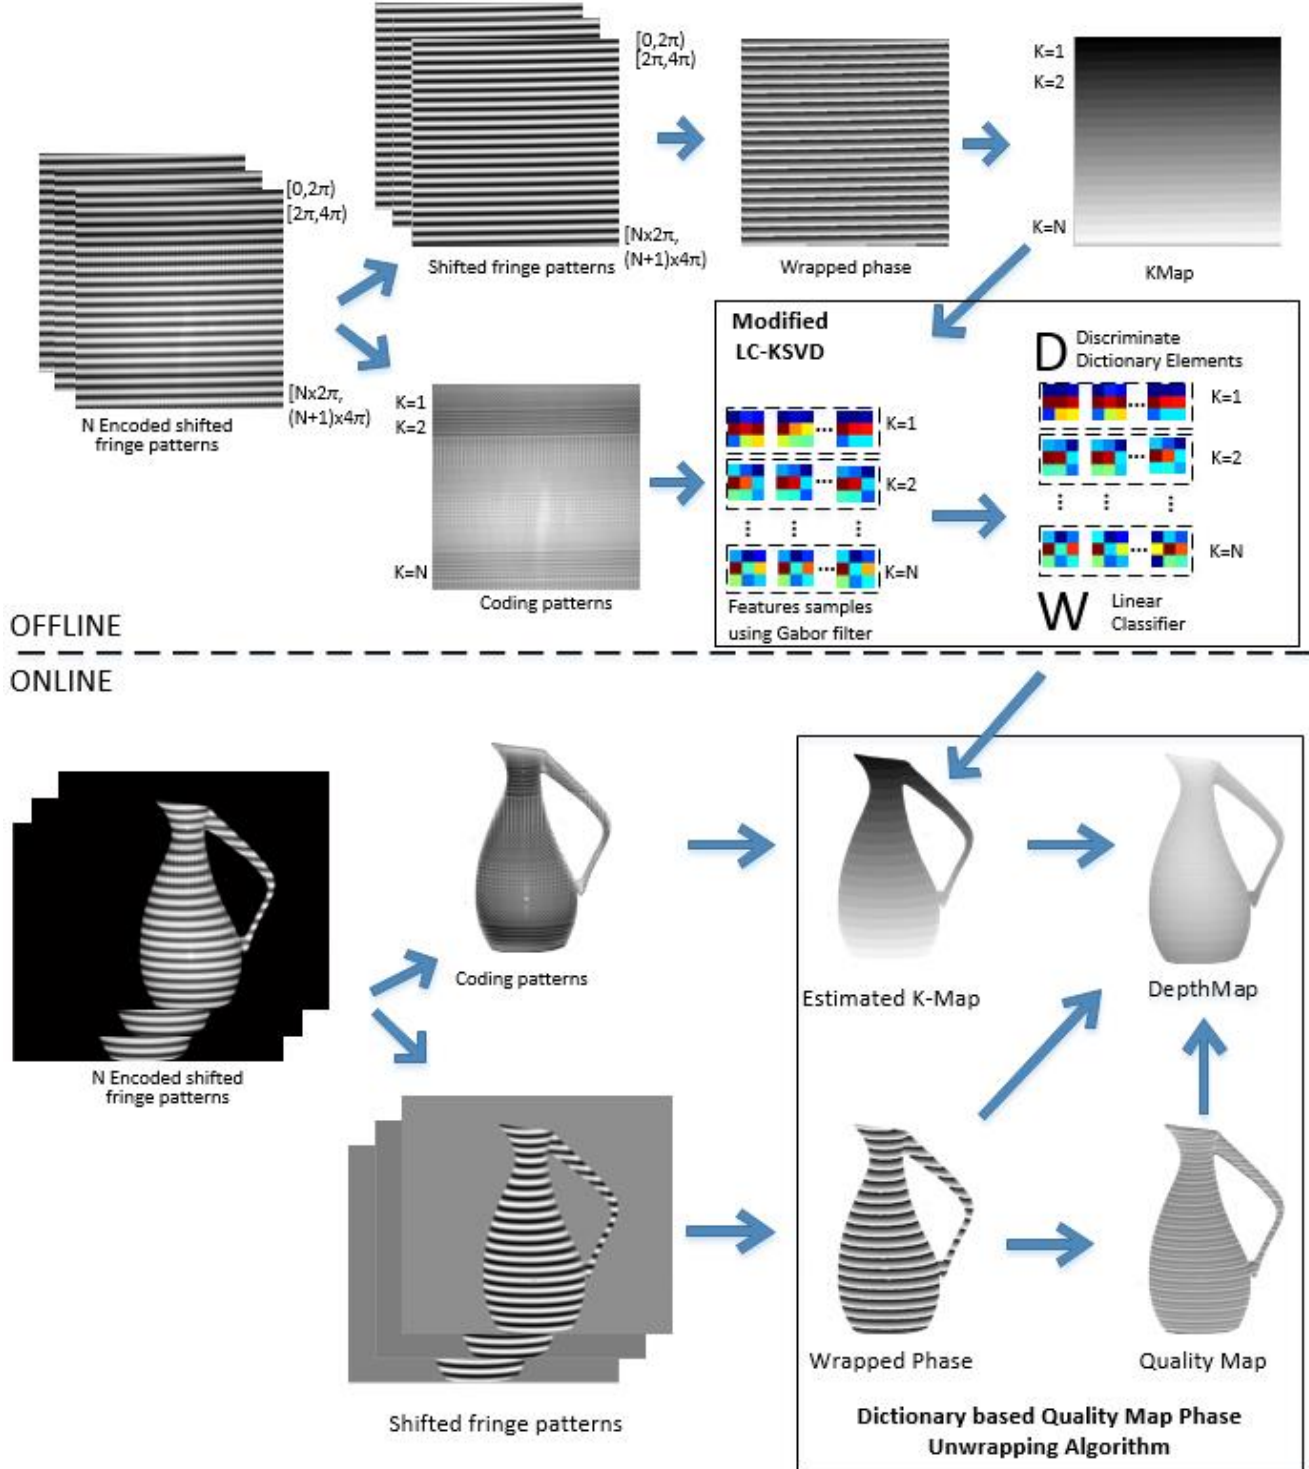 [0,2π)
[2π,4π)
[Nx2π,
(N+1)x4π)
N Encoded shifted
fringe patterns
[0,2π)
[2π,4π)
[Nx2π,
(N+1)x4π)
Shifted fringe patterns
Wrapped phase
K=1
K=2
K=N
KMap
K=1
K=2
K=N
Coding patterns
Modified
LC-KSVD
K=1
K=2
K=N
Features samples
using Gabor filter
D Discriminate
Dictionary Elements
K=1
K=2
K=N
W Linear
Classifier
OFFLINE
ONLINE
N Encoded shifted
fringe patterns
Coding patterns
Shifted fringe patterns
Estimated K-Map
DepthMap
Wrapped Phase
Quality Map
Dictionary based Quality Map Phase
Unwrapping Algorithm